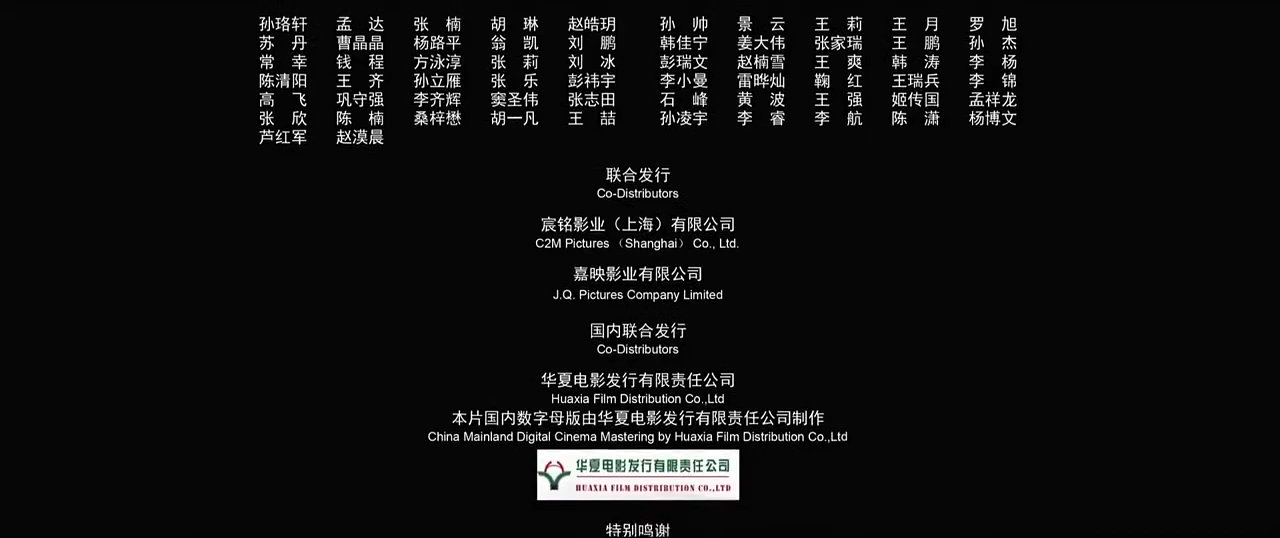 孙珞轩 孟 达 张 楠 胡 琳 赵皓玥 孙 帅 景 云 王 莉 王 月 罗 旭
苏 丹 曹晶晶 杨路平 翁 凯 刘 鹏 韩佳宁 姜大伟 张家瑞 王 鹏 孙 杰
常 幸 钱 程 方泳淳 张 莉 刘 冰 彭瑞文 赵楠雪 王 爽 韩 涛 李 杨
陈清阳 王 齐 孙立雁 张 乐 彭祎宇 李小曼 雷晔灿 鞠 红 王瑞兵 李 锦
高 飞 巩守强 李齐辉 窦圣伟 张志田 石 峰 黄 波 王 强 姬传国 孟祥龙
张 欣 陈 楠 桑梓懋 胡一凡 王 喆 孙凌宇 李 睿 李 航 陈 潇 杨博文
芦红军 赵漠晨
联合发行
Co-Distributors
宸铭影业（上海）有限公司
C2M Pictures （Shanghai） Co., Ltd.
嘉映影业有限公司
J.Q. Pictures Company Limited
国内联合发行
Co-Distributors
华夏电影发行有限责任公司
Huaxia Film Distribution Co.,Ltd
本片国内数字母版由华夏电影发行有限责任公司制作
China Mainland Digital Cinema Mastering by Huaxia Film Distribution Co.,Ltd
华夏电影发行有限责任公司
HUAXIA FILM DISTRIBUTION CO.,LTD
特别鸣谢